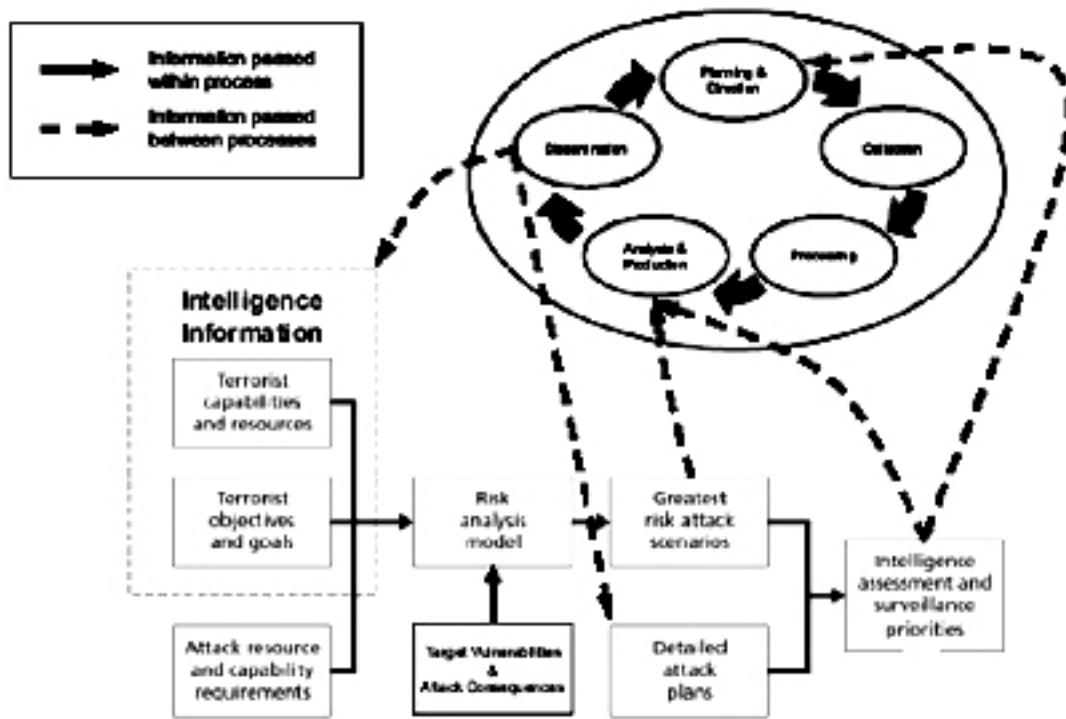 Information passed
within process
Information passed
between processes
Planning &
Direction
Dissemination
Collection
Analysis &
Production
Processing
Intelligence
Information
Terrorist
capabilities
and resources
Terrorist
objectives
and goals
Risk
analysis
model
Greatest
risk attack
scenarios
Intelligence
assessment and
surveillance
priorities
Attack resource
and capability
requirements
Target Vulnerabilities
&
Attack Consequences
Detailed
attack
plans